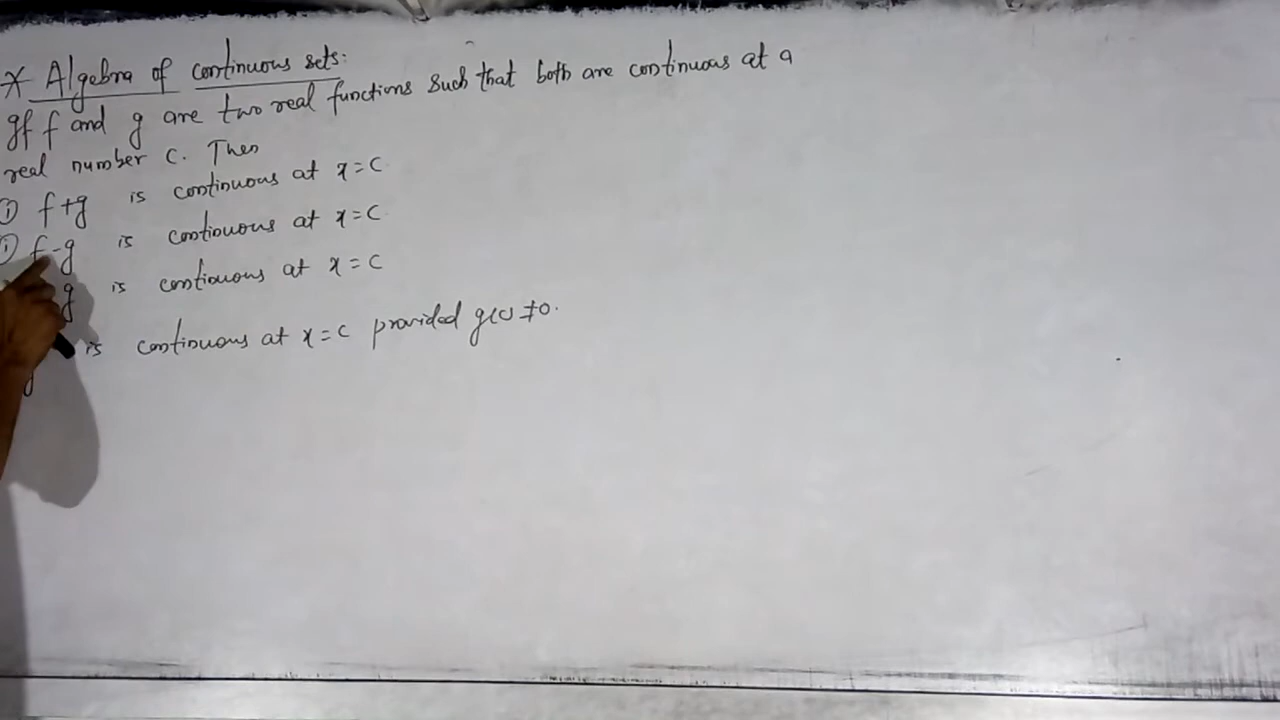 * Algebra of continuous sets:
If f and g are two real functions such that both are continuous at a
real number c. Then
① f+g is continuous at x=c
① f-g is continuous at x=c
g is continuous at x=c
is continuous at x=c provided g(c)≠0.
g